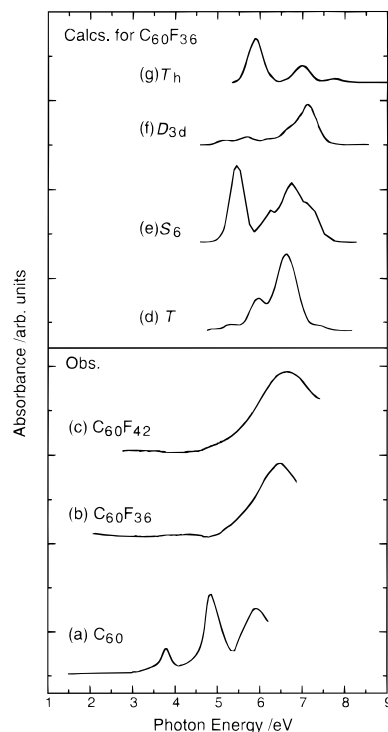 Calcs. for C60F36
(g) Th
(f) D3d
(e) S6
(d) T
Absorbance /arb. units
Obs.
(c) C60F42
(b) C60F36
(a) C60
1 2 3 4 5 6 7 8 9
Photon Energy /eV